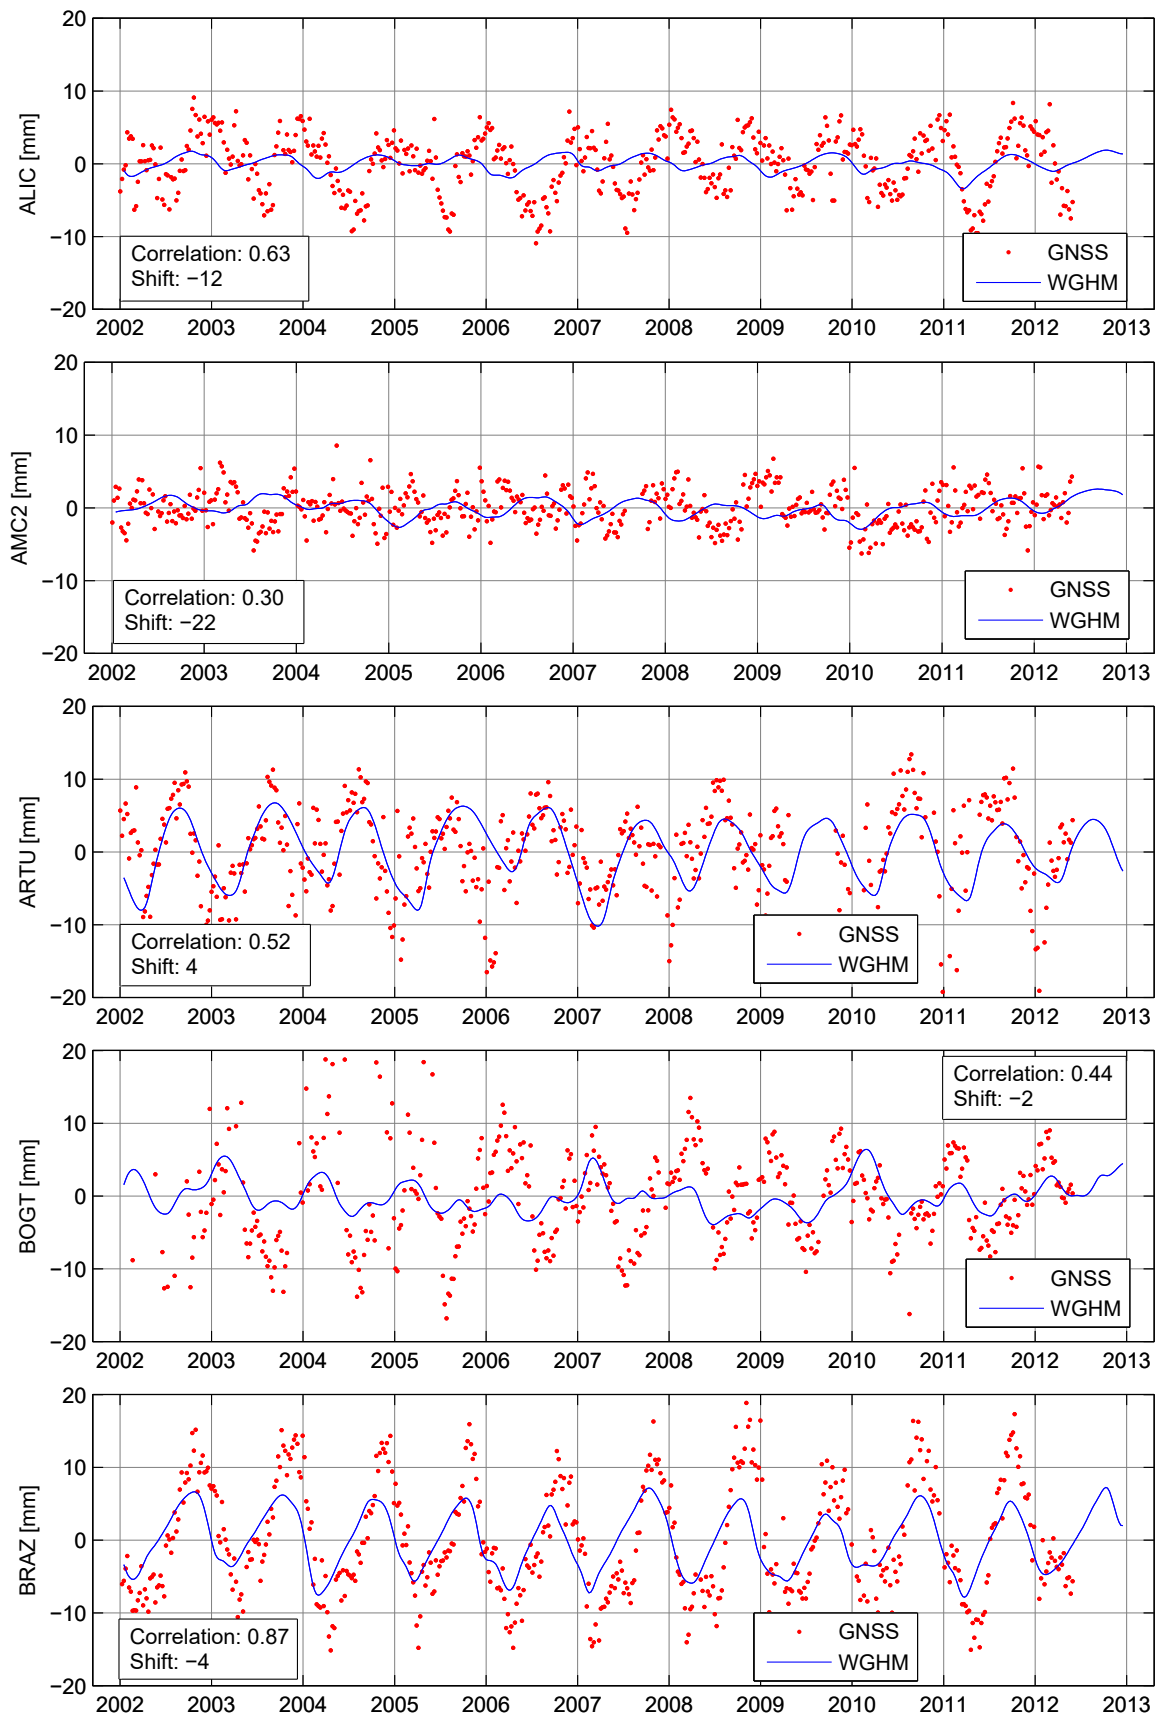 20
10
0
−10
−20
ALIC [mm]
Correlation: 0.63
Shift: −12
GNSS
WGHM
2002 2003 2004 2005 2006 2007 2008 2009 2010 2011 2012 2013
20
10
0
−10
−20
AMC2 [mm]
Correlation: 0.30
Shift: −22
GNSS
WGHM
2002 2003 2004 2005 2006 2007 2008 2009 2010 2011 2012 2013
20
10
0
−10
−20
ARTU [mm]
Correlation: 0.52
Shift: 4
GNSS
WGHM
2002 2003 2004 2005 2006 2007 2008 2009 2010 2011 2012 2013
20
10
0
−10
−20
BOGT [mm]
Correlation: 0.44
Shift: −2
GNSS
WGHM
2002 2003 2004 2005 2006 2007 2008 2009 2010 2011 2012 2013
20
10
0
−10
−20
BRAZ [mm]
Correlation: 0.87
Shift: −4
GNSS
WGHM
2002 2003 2004 2005 2006 2007 2008 2009 2010 2011 2012 2013